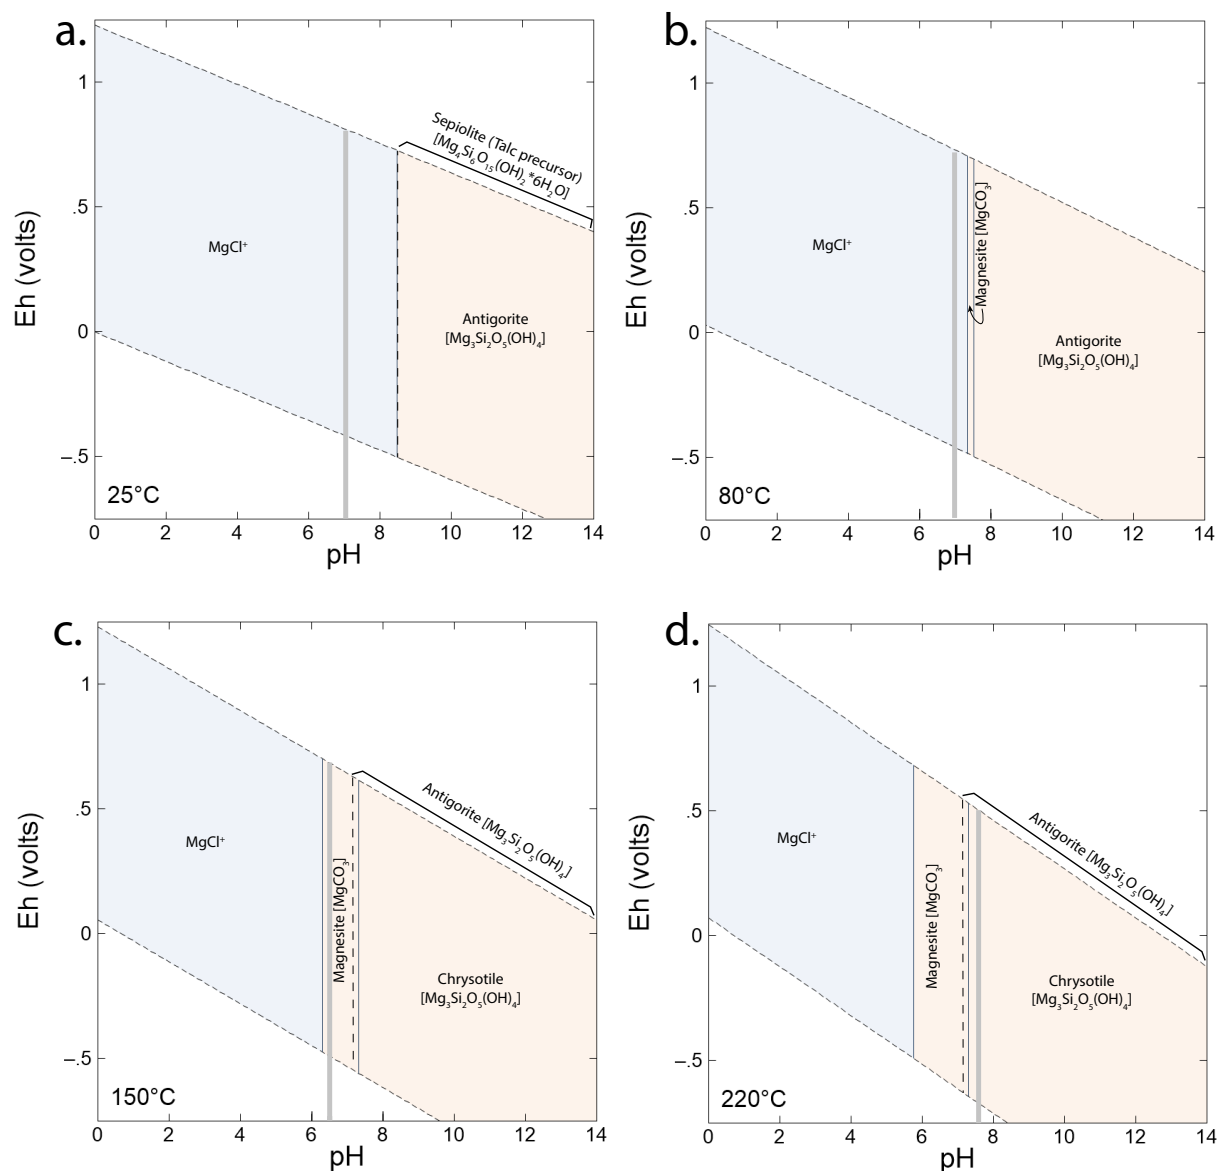 a.
1
.5
0
–.5
Eh (volts)
Sepiolite (Talc precursor)
[Mg₄Si₆O₁₅(OH)₂ *6H₂O]
MgCl⁺
Antigorite
[Mg₃Si₂O₅(OH)₄]
25°C
0 2 4 6 8 10 12 14
pH
b.
1
.5
0
–.5
Eh (volts)
MgCl⁺
Magnesite [MgCO₃]
Antigorite
[Mg₃Si₂O₅(OH)₄]
80°C
0 2 4 6 8 10 12 14
pH
c.
1
.5
0
–.5
Eh (volts)
Antigorite [Mg₃Si₂O₅(OH)₄]
MgCl⁺
Magnesite [MgCO₃]
Chrysotile
[Mg₃Si₂O₅(OH)₄]
150°C
0 2 4 6 8 10 12 14
pH
d.
1
.5
0
–.5
Eh (volts)
Antigorite [Mg₃Si₂O₅(OH)₄]
MgCl⁺
Magnesite [MgCO₃]
Chrysotile
[Mg₃Si₂O₅(OH)₄]
220°C
0 2 4 6 8 10 12 14
pH